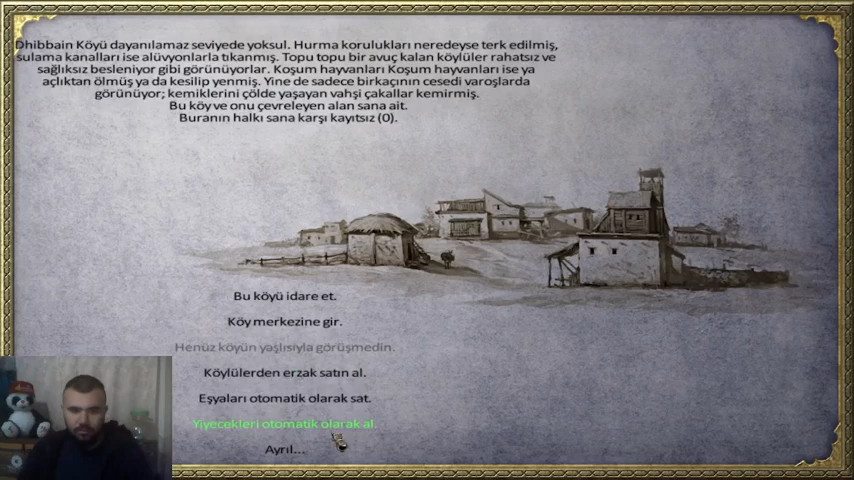 Dhibbain Köyü dayanılamaz seviyede yoksul. Hurma korulukları neredeyse terk edilmiş,
sulama kanalları ise alüvyonlarla tıkanmış. Topu topu bir avuç kalan köylüler rahatsız ve
sağlıksız besleniyor gibi görünüyorlar. Koşum hayvanları Koşum hayvanları ise ya
açlıktan ölmüş ya da kesilip yenmiş. Yine de sadece birkaçının cesedi varoşlarda
görünüyor; kemiklerini çölde yaşayan vahşi çakallar kemirmiş.
Bu köy ve onu çevreleyen alan sana ait.
Buranın halkı sana karşı kayıtsız (0).
Bu köyü idare et.
Köy merkezine gir.
Henüz köyün yaşlısıyla görüşmedin.
Köylülerden erzak satın al.
Eşyaları otomatik olarak sat.
Yiyecekleri otomatik olarak al.
Ayrıl...